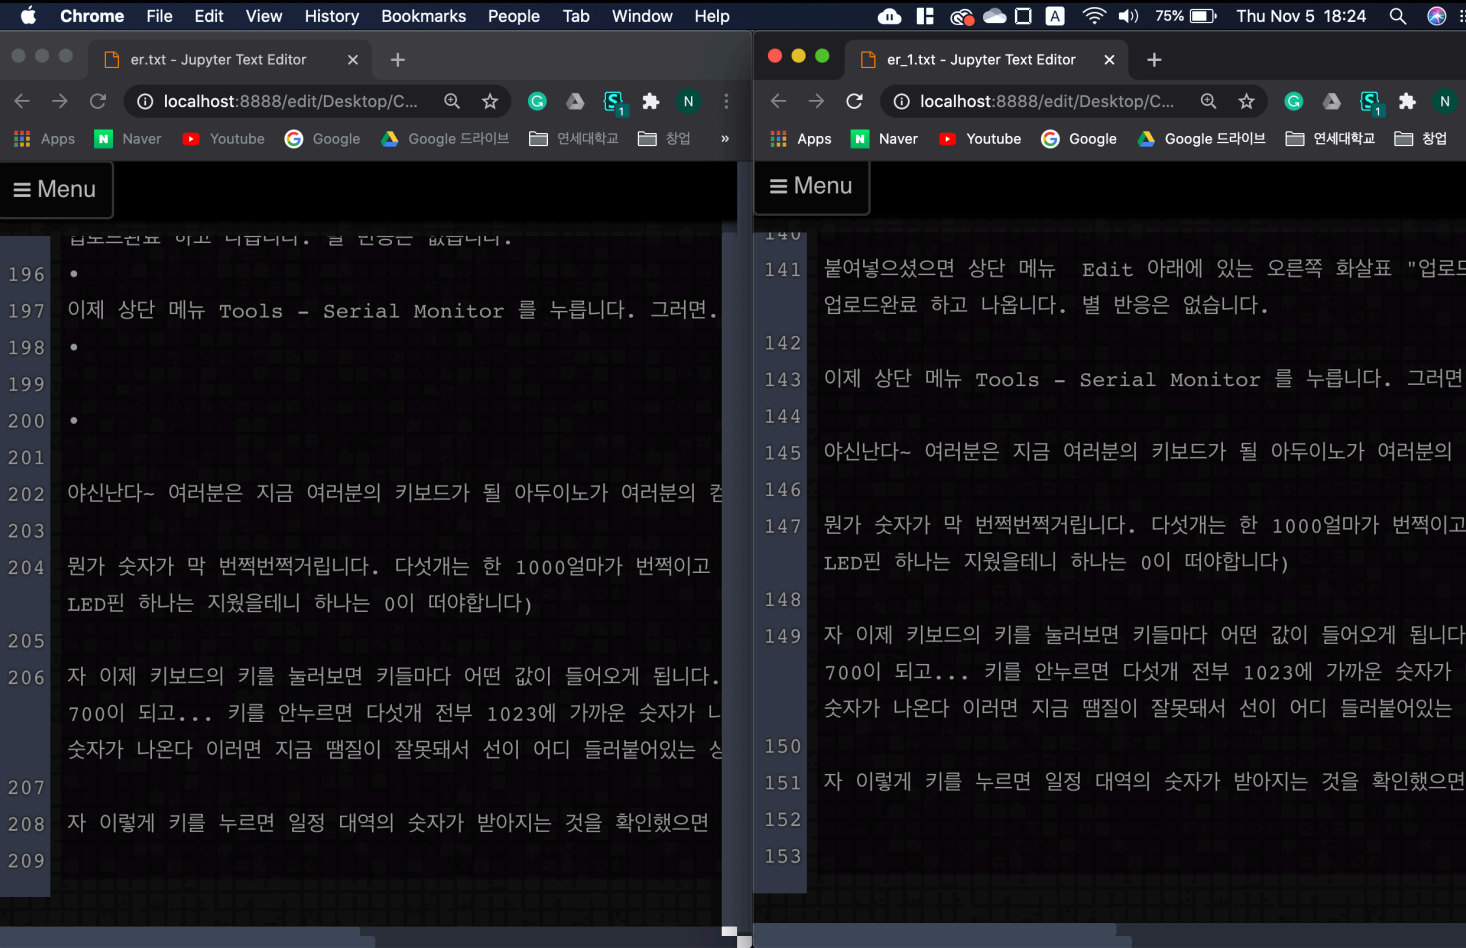 Chrome File Edit View History Bookmarks People Tab Window Help 75% Thu Nov 5 18:24
er.txt - Jupyter Text Editor
localhost:8888/edit/Desktop/C...
Apps Naver Youtube Google Google 드라이브 연세대학교 창업 »
Menu
업로드완료 하고 나옵니다. 별 반응은 없습니다.
196 •
197 이제 상단 메뉴 Tools - Serial Monitor 를 누릅니다. 그러면.
198 •
199
200 •
201
202 야신난다~ 여러분은 지금 여러분의 키보드가 될 아두이노가 여러분의
203
204 뭔가 숫자가 막 번쩍번쩍거립니다. 다섯개는 한 1000얼마가 번쩍이고
LED핀 하나는 지웠을테니 하나는 0이 떠야합니다)
205
206 자 이제 키보드의 키를 눌러보면 키들마다 어떤 값이 들어오게 됩니다.
700이 되고... 키를 안누르면 다섯개 전부 1023에 가까운 숫자가
숫자가 나온다 이러면 지금 땜질이 잘못돼서 선이 어디 들러붙어있는
207
208 자 이렇게 키를 누르면 일정 대역의 숫자가 받아지는 것을 확인했으면
209
er_1.txt - Jupyter Text Editor
localhost:8888/edit/Desktop/C...
Apps Naver Youtube Google Google 드라이브 연세대학교 창업
Menu
140
141 붙여넣으셨으면 상단 메뉴 Edit 아래에 있는 오른쪽 화살표 "업로드
업로드완료 하고 나옵니다. 별 반응은 없습니다.
142
143 이제 상단 메뉴 Tools - Serial Monitor 를 누릅니다. 그러면
144
145 야신난다~ 여러분은 지금 여러분의 키보드가 될 아두이노가 여러분의
146
147 뭔가 숫자가 막 번쩍번쩍거립니다. 다섯개는 한 1000얼마가 번쩍이고
LED핀 하나는 지웠을테니 하나는 0이 떠야합니다)
148
149 자 이제 키보드의 키를 눌러보면 키들마다 어떤 값이 들어오게 됩니다
700이 되고... 키를 안누르면 다섯개 전부 1023에 가까운 숫자가
숫자가 나온다 이러면 지금 땜질이 잘못돼서 선이 어디 들러붙어있는
150
151 자 이렇게 키를 누르면 일정 대역의 숫자가 받아지는 것을 확인했으면
152
153